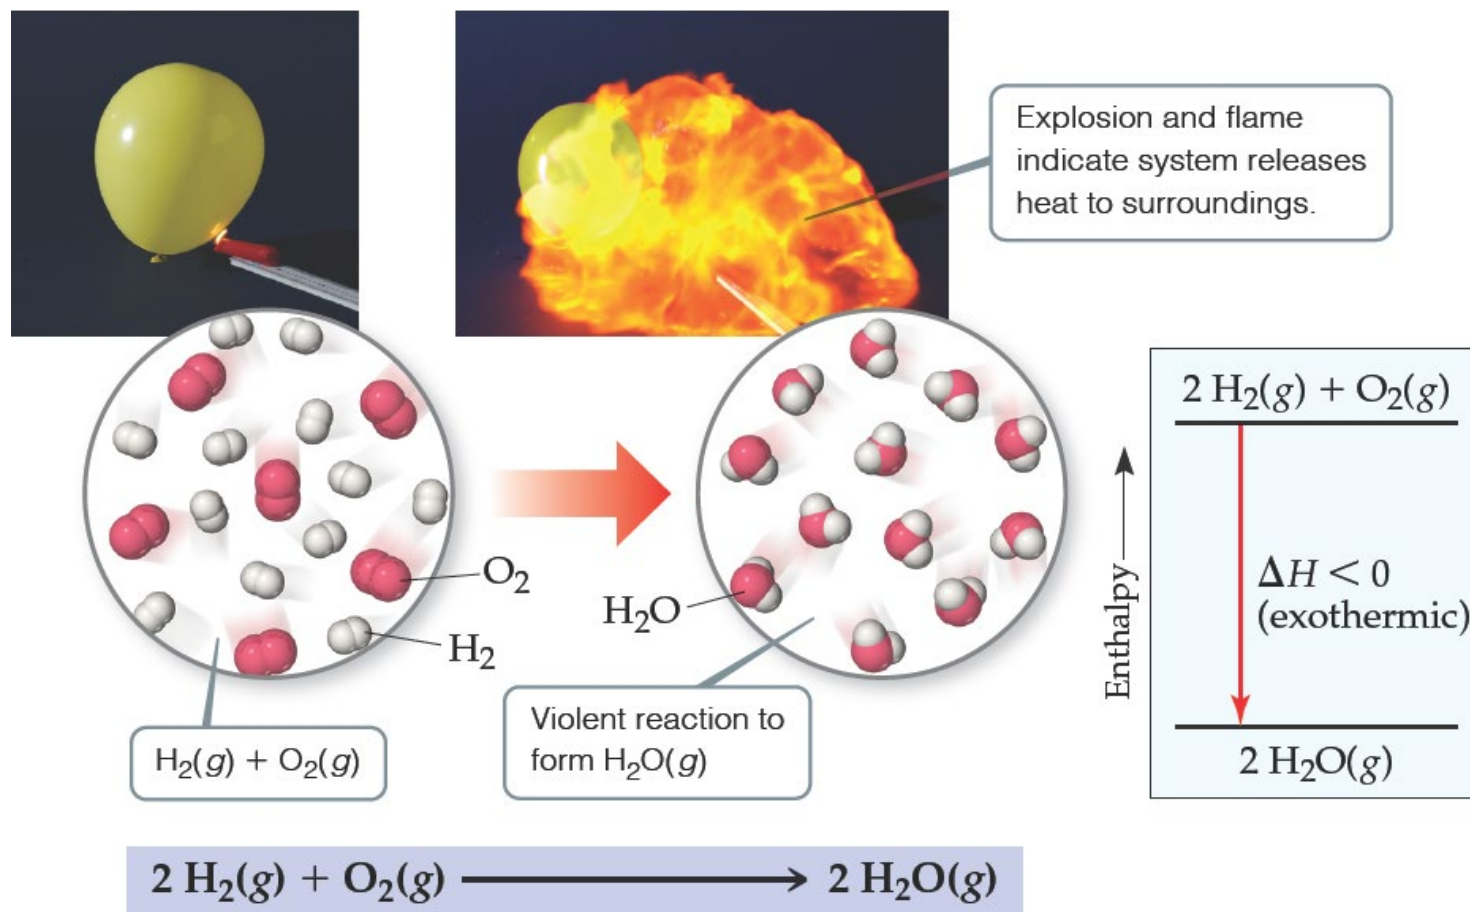 Explosion and flame
indicate system releases
heat to surroundings.
O₂
H₂
H₂(g) + O₂(g)
H₂O
Violent reaction to
form H₂O(g)
Enthalpy
2 H₂(g) + O₂(g)
ΔH < 0
(exothermic)
2 H₂O(g)
2 H₂(g) + O₂(g) ⟶ 2 H₂O(g)